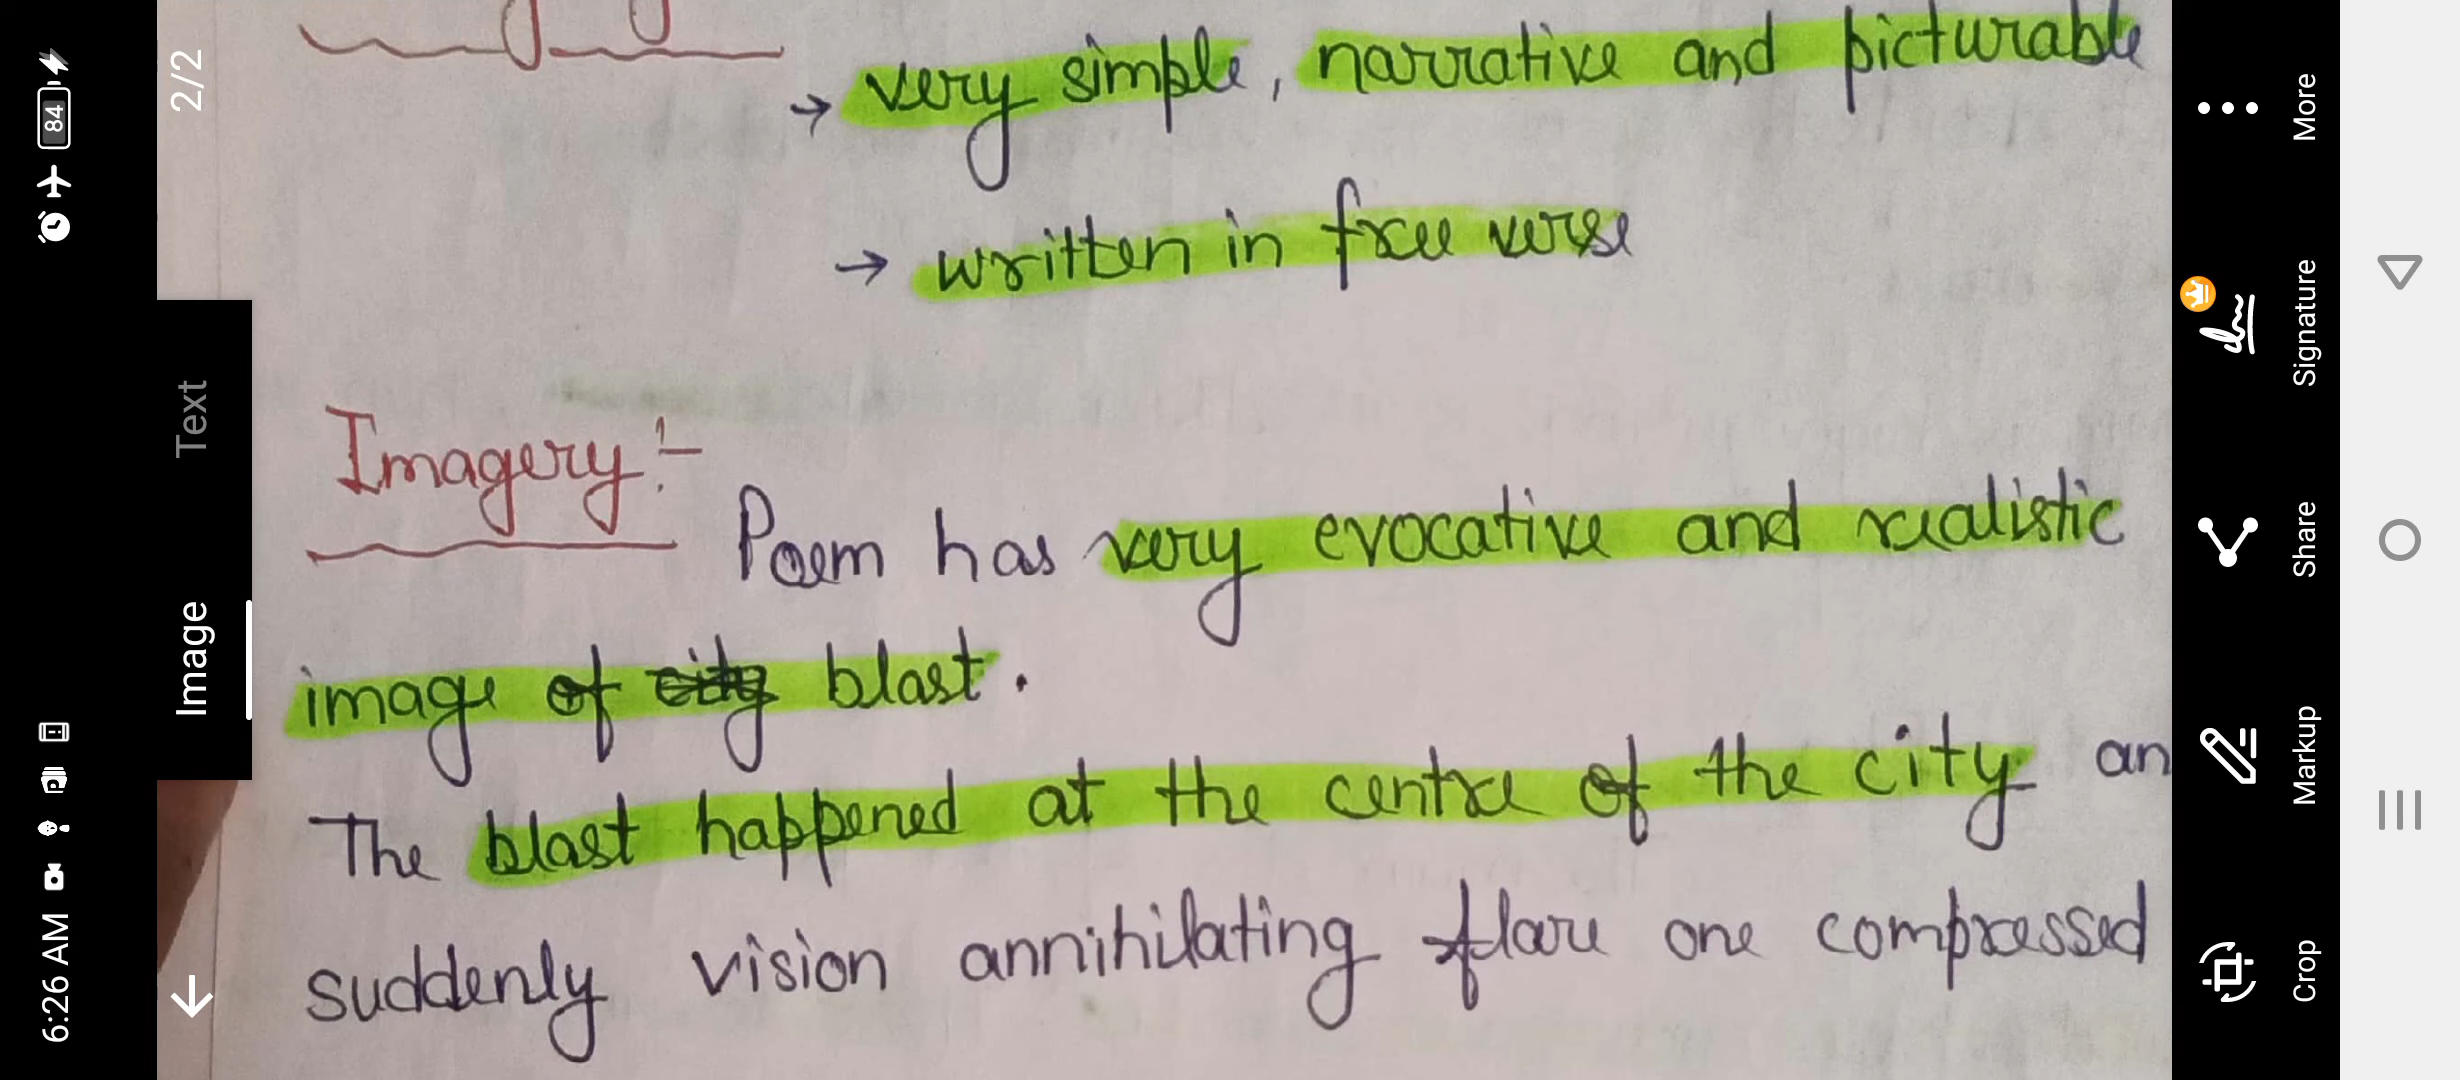 → very simple, narrative and picturable
→ written in free verse
Imagery :-
Poem has very evocative and realistic
image of city blast.
The blast happened at the centre of the city an
suddenly vision annihilating flare one compressed
6:26 AM
84
2/2
Text
Image
More
Signature
Share
Markup
Crop